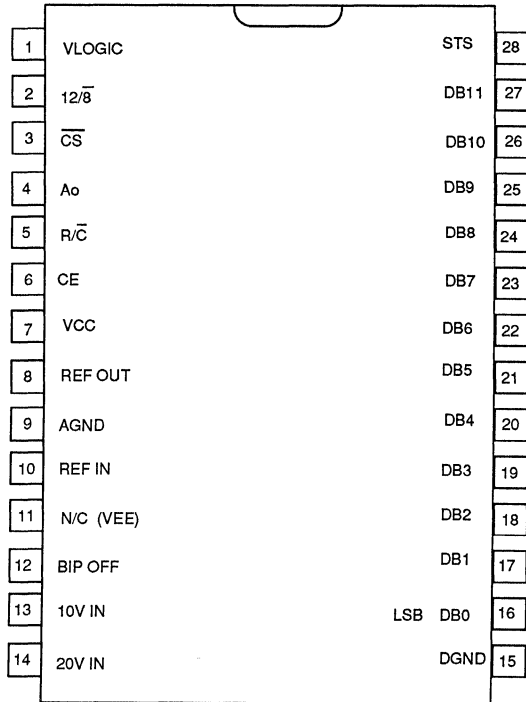 1 VLOGIC STS 28
2 12/8̅ DB11 27
3 C̅S̅ DB10 26
4 Ao DB9 25
5 R/C̅ DB8 24
6 CE DB7 23
7 VCC DB6 22
8 REF OUT DB5 21
9 AGND DB4 20
10 REF IN DB3 19
11 N/C (VEE) DB2 18
12 BIP OFF DB1 17
13 10V IN LSB DB0 16
14 20V IN DGND 15